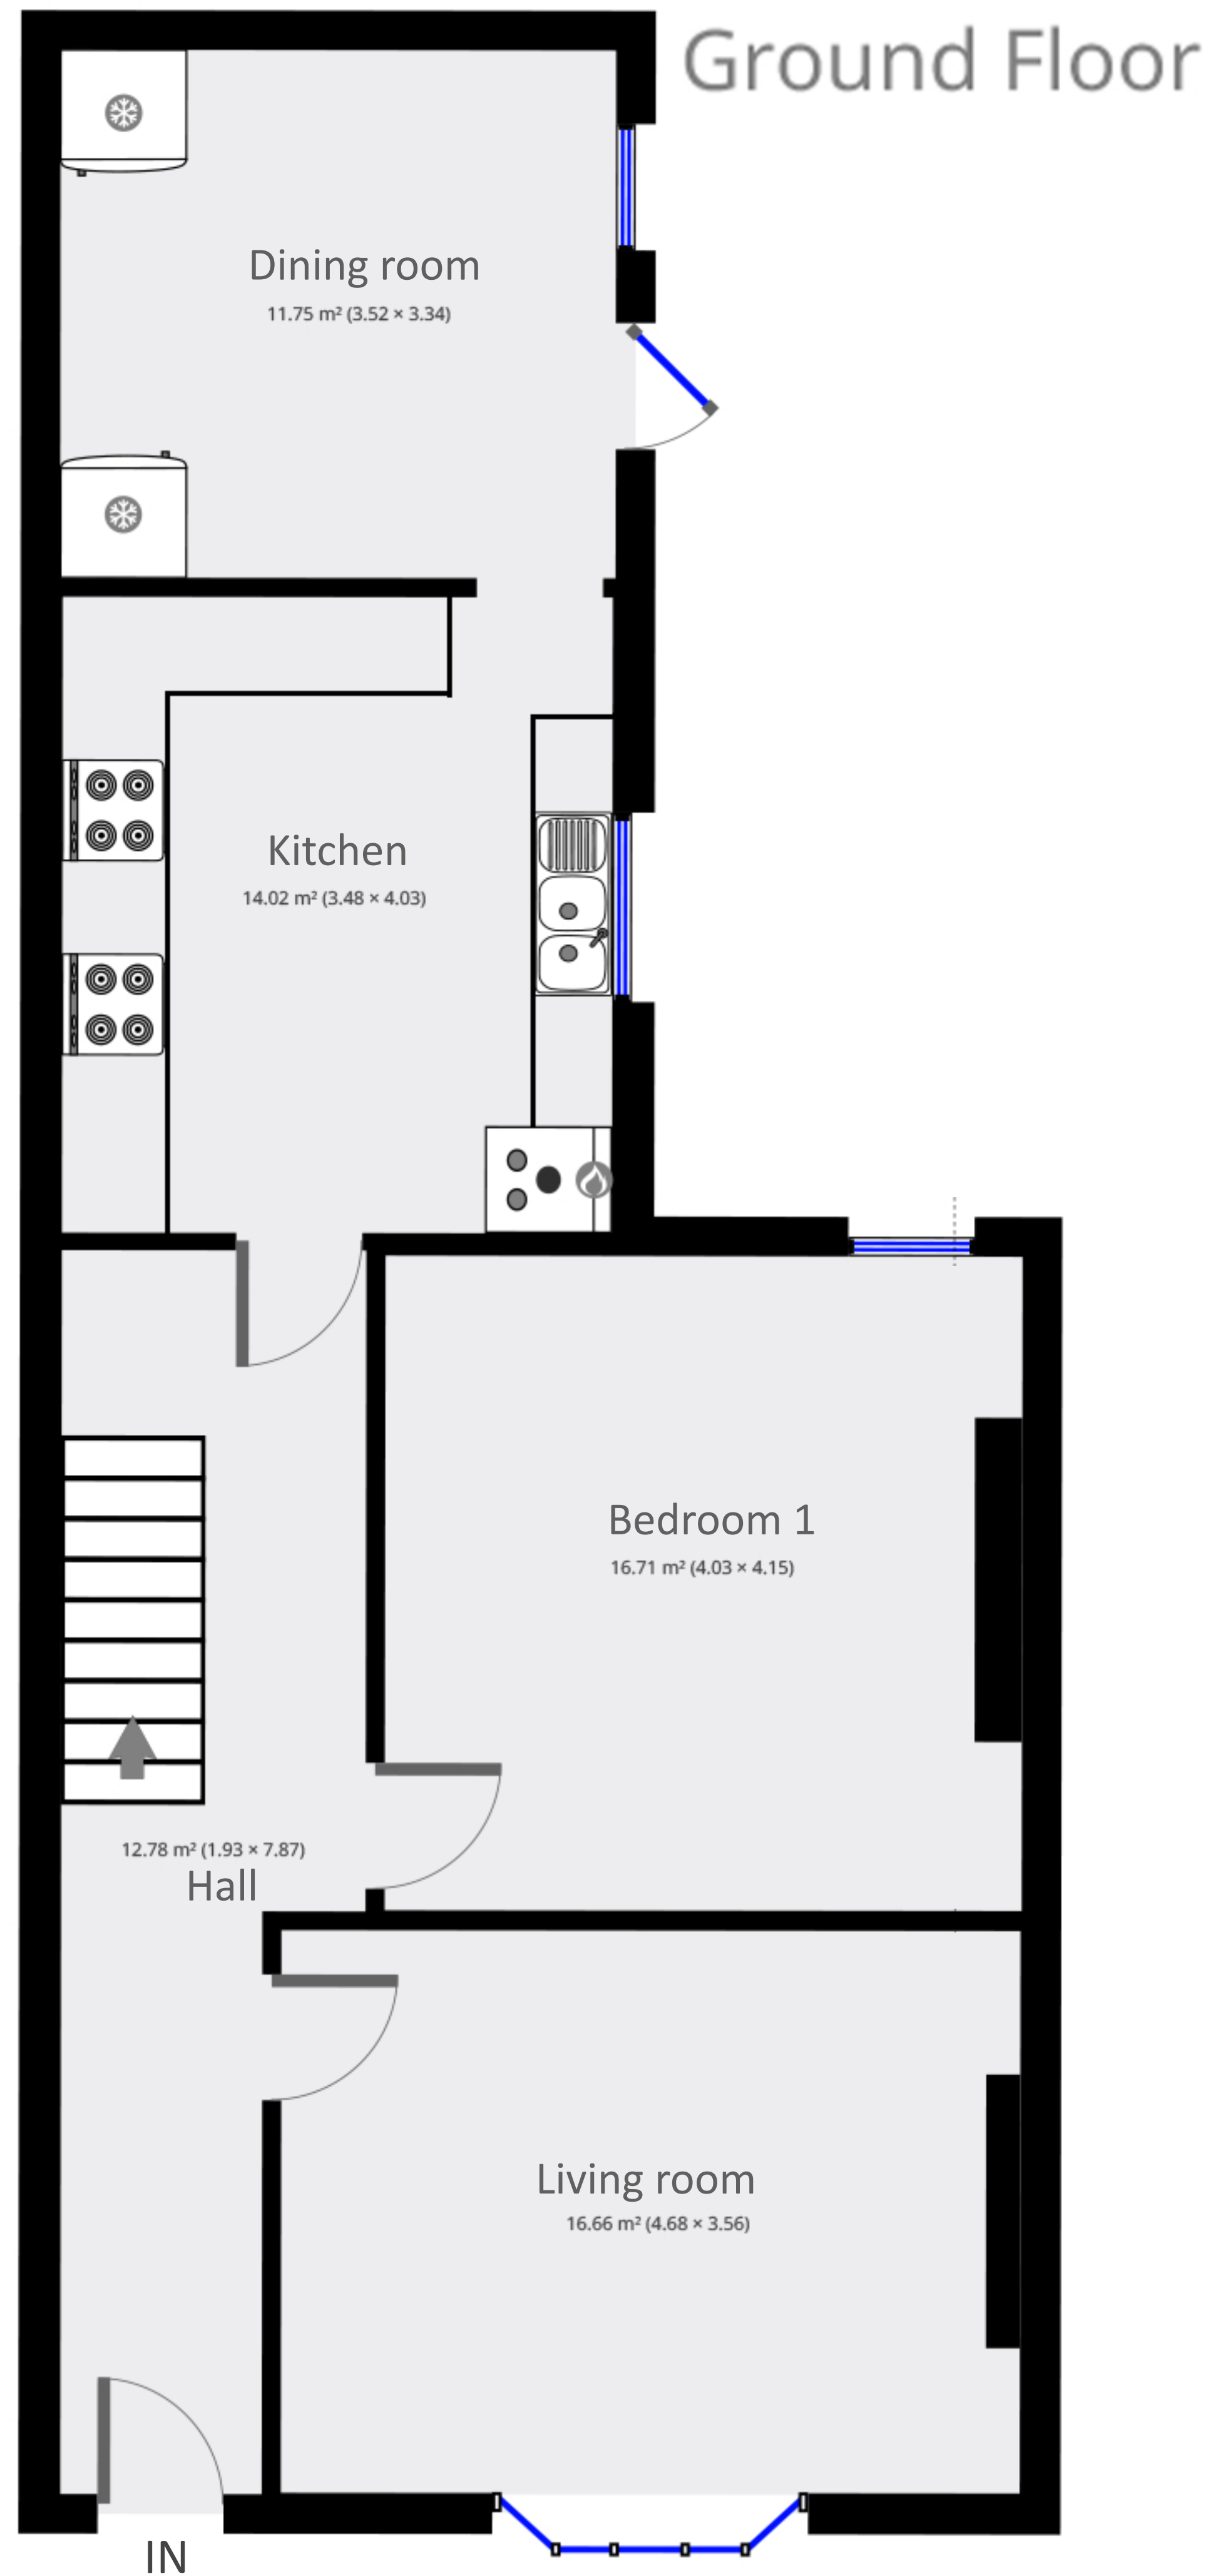 Ground Floor
Dining room
11.75 m² (3.52 × 3.34)
Kitchen
14.02 m² (3.48 × 4.03)
Bedroom 1
16.71 m² (4.03 × 4.15)
12.78 m² (1.93 × 7.87)
Hall
Living room
16.66 m² (4.68 × 3.56)
IN